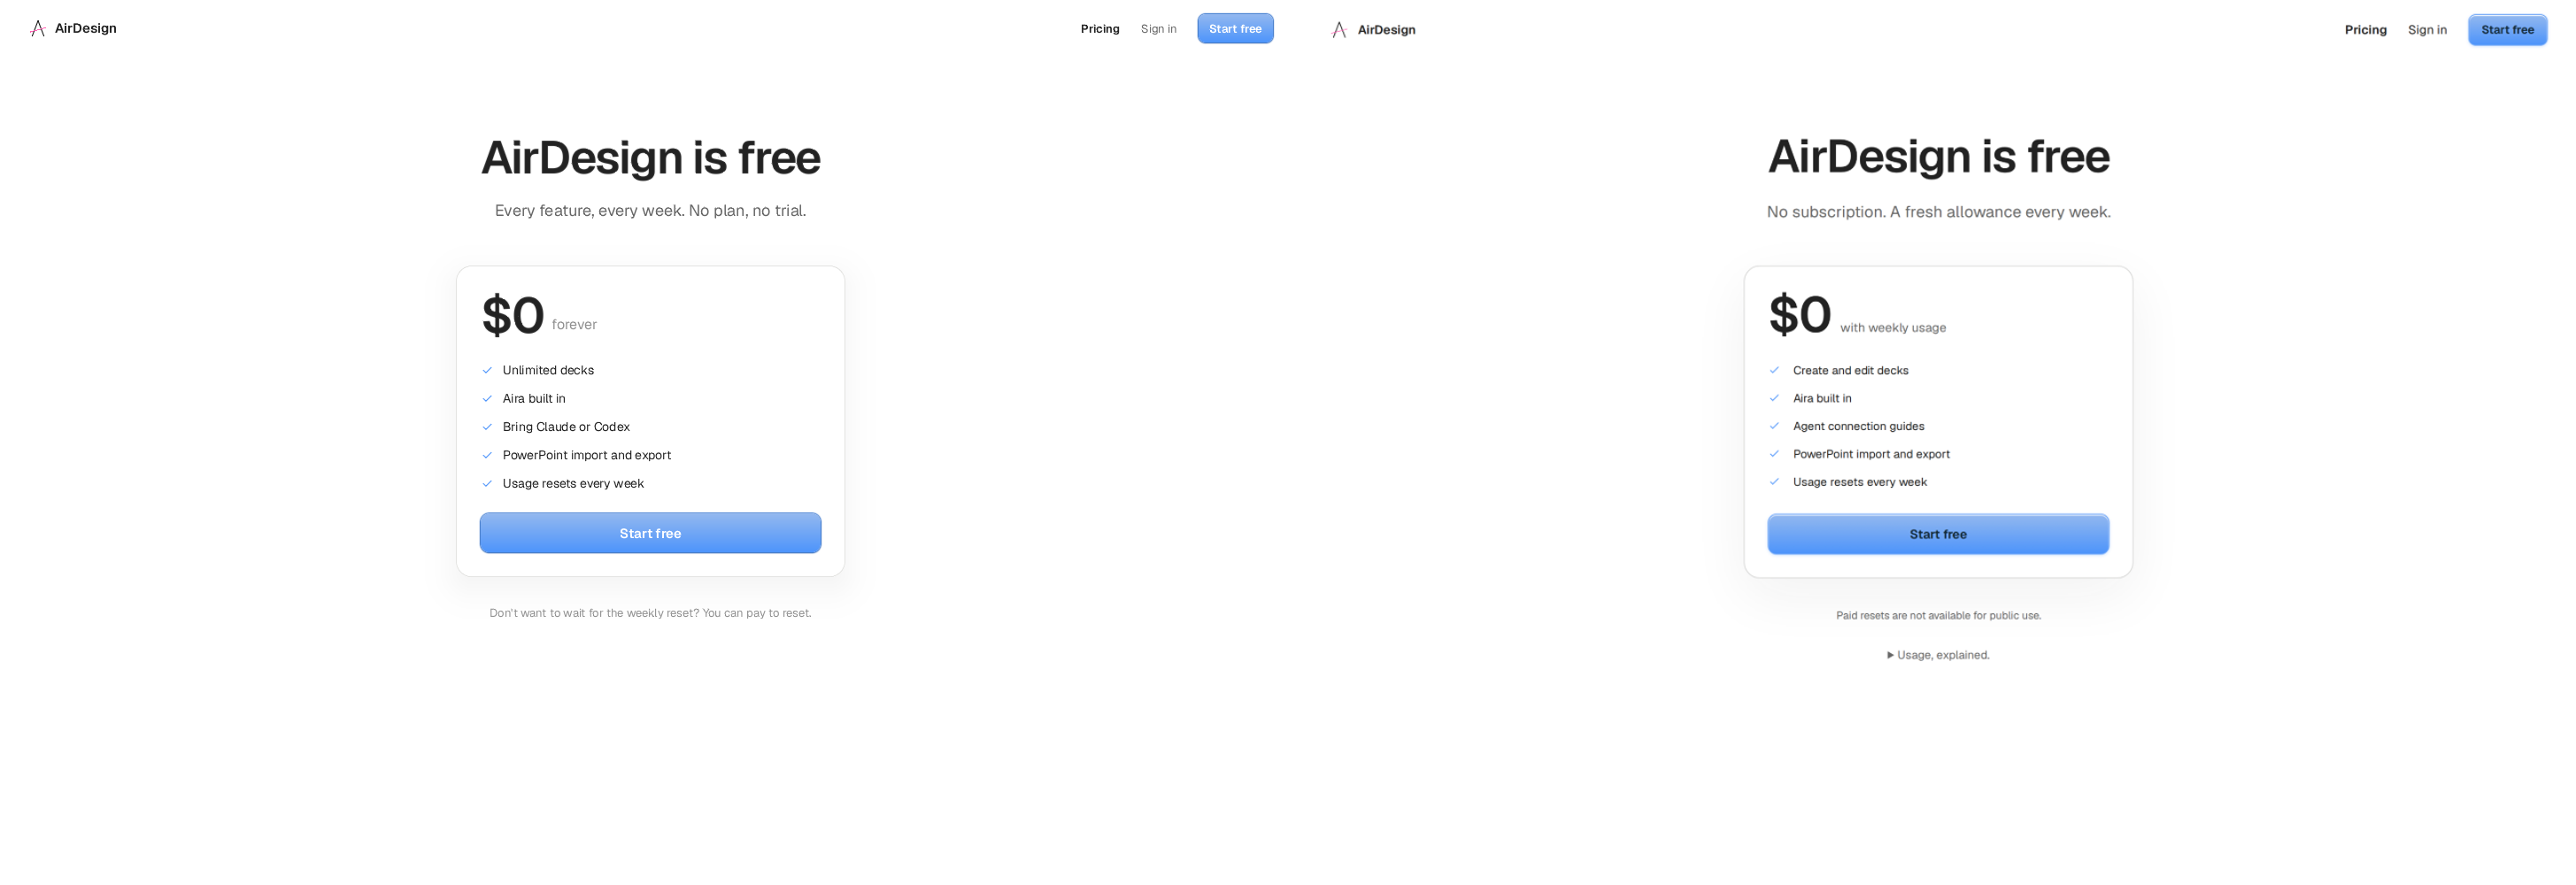 AirDesign
Pricing Sign in Start free
AirDesign is free
Every feature, every week. No plan, no trial.
$0 forever
Unlimited decks
Aira built in
Bring Claude or Codex
PowerPoint import and export
Usage resets every week
Start free
Don't want to wait for the weekly reset? You can pay to reset.
AirDesign
Pricing Sign in Start free
AirDesign is free
No subscription. A fresh allowance every week.
$0 with weekly usage
Create and edit decks
Aira built in
Agent connection guides
PowerPoint import and export
Usage resets every week
Start free
Paid resets are not available for public use.
Usage, explained.